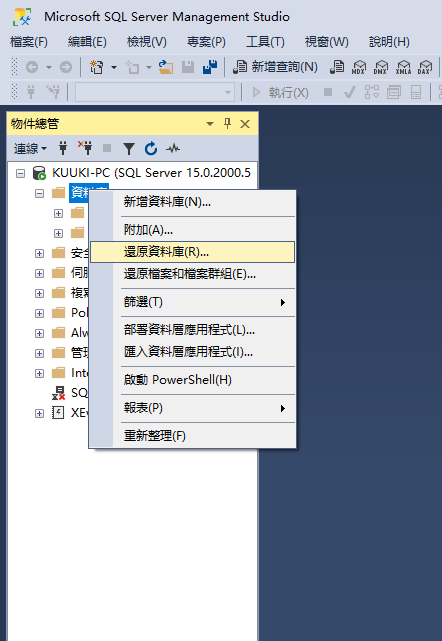 Microsoft SQL Server Management Studio
檔案(F) 編輯(E) 檢視(V) 專案(P) 工具(T) 視窗(W) 說明(H)
新增查詢(N) MDX DMX XMLA DAX
執行(X)
物件總管
連線
KUUKI-PC (SQL Server 15.0.2000.5
資料庫
新增資料庫(N)...
附加(A)...
還原資料庫(R)...
安全
還原檔案和檔案群組(E)...
伺服
篩選(T)
複寫
Pol
部署資料層應用程式(L)...
Alw
匯入資料層應用程式(I)...
管理
啟動 PowerShell(H)
Inte
SQ
報表(P)
XEv
重新整理(F)